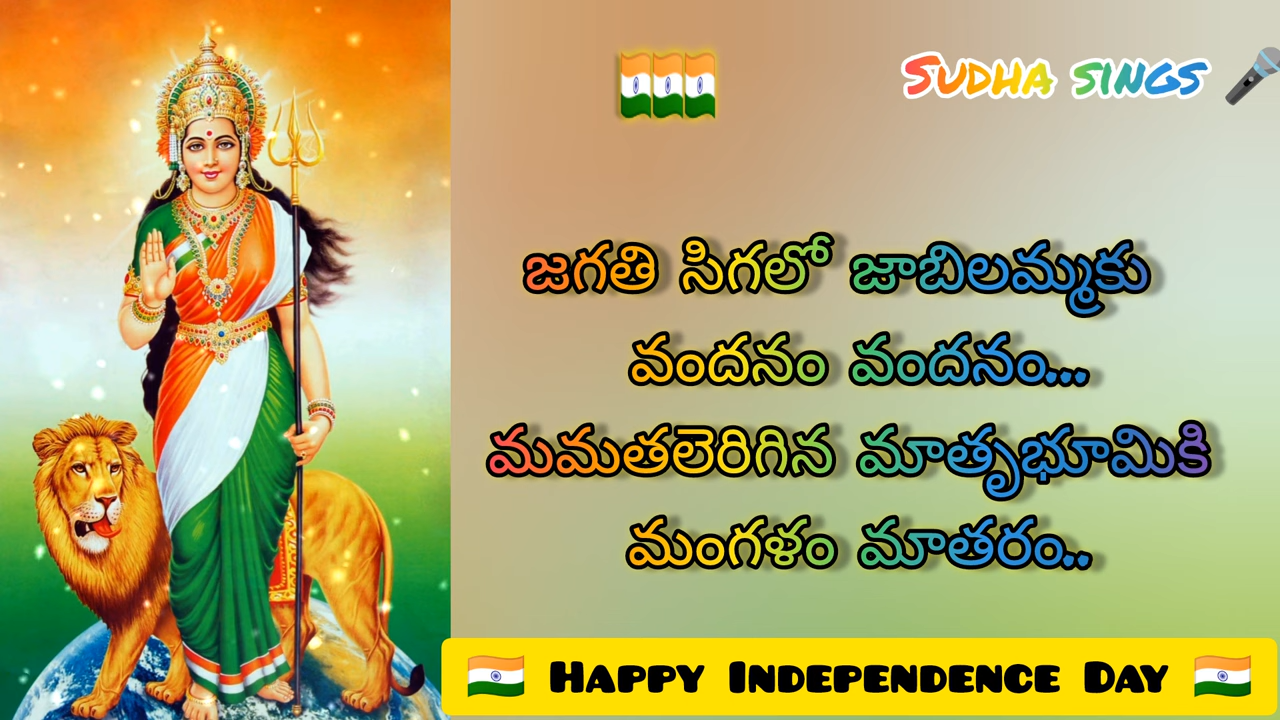 SUDHA SINGS
జగతి సిగలో జాబిలమ్మకు
వందనం వందనం...
మమతలెరిగిన మాతృభూమికి
మంగళం మాతరం..
HAPPY INDEPENDENCE DAY